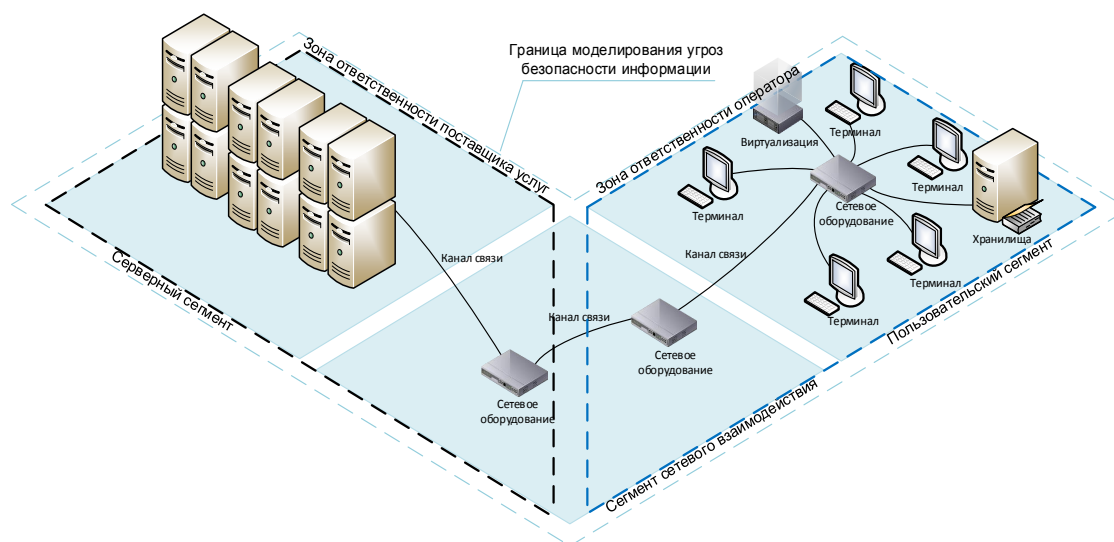 Граница моделирования угроз
безопасности информации
Зона ответственности поставщика услуг
Серверный сегмент
Канал связи
Сетевое
оборудование
Канал связи
Сетевое
оборудование
Канал связи
Зона ответственности оператора
Виртуализация
Терминал
Терминал
Терминал
Сетевое
оборудование
Хранилища
Терминал
Терминал
Пользовательский сегмент
Сегмент сетевого взаимодействия